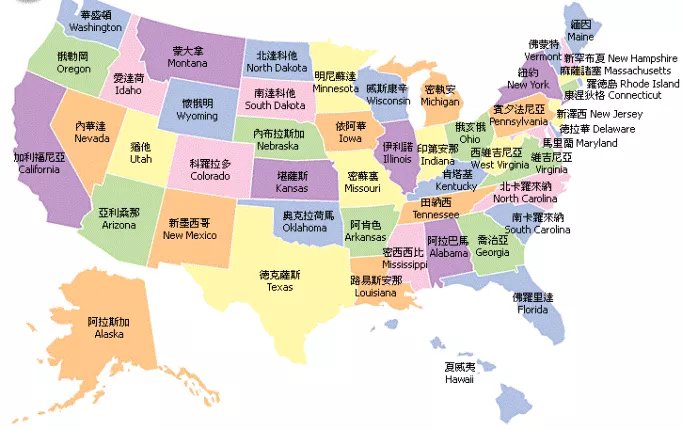 華盛頓
Washington
俄勒岡
Oregon
愛達荷
Idaho
蒙大拿
Montana
北達科他
North Dakota
南達科他
South Dakota
懷俄明
Wyoming
明尼蘇達
Minnesota
威斯康辛
Wisconsin
密執安
Michigan
緬因
Maine
佛蒙特
Vermont
新罕布夏 New Hampshire
麻薩諸塞 Massachusetts
羅德島 Rhode Island
康湼狄格 Connecticut
紐約
New York
賓夕法尼亞
Pennsylvania
新澤西 New Jersey
德拉華 Delaware
馬里蘭 Maryland
加利福尼亞
California
內華達
Nevada
猶他
Utah
科羅拉多
Colorado
內布拉斯加
Nebraska
堪薩斯
Kansas
依阿華
Iowa
密蘇裏
Missouri
伊利諾
Illinois
印第安那
Indiana
俄亥俄
Ohio
西維吉尼亞
West Virginia
維吉尼亞
Virginia
肯塔基
Kentucky
田納西
Tennessee
北卡羅來納
North Carolina
南卡羅來納
South Carolina
亞利桑那
Arizona
新墨西哥
New Mexico
奧克拉荷馬
Oklahoma
阿肯色
Arkansas
德克薩斯
Texas
路易斯安那
Louisiana
密西西比
Mississippi
阿拉巴馬
Alabama
喬治亞
Georgia
佛羅里達
Florida
阿拉斯加
Alaska
夏威夷
Hawaii